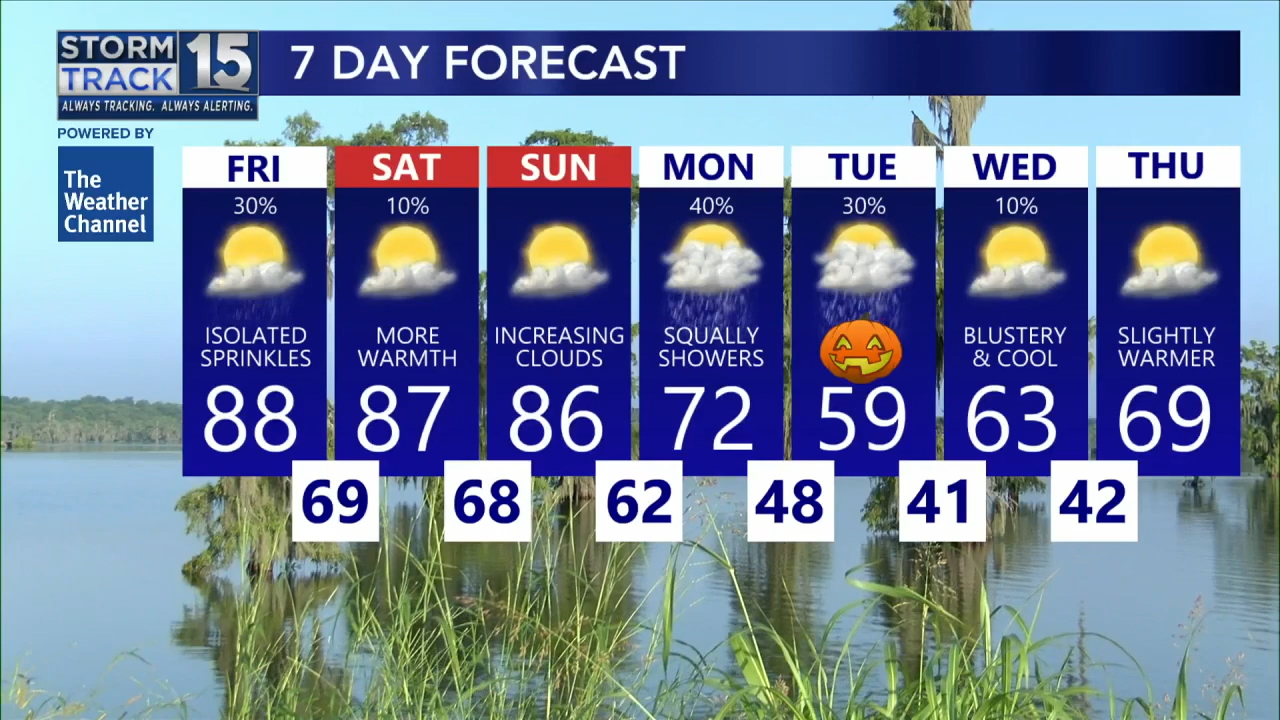 STORM
TRACK
15
ALWAYS TRACKING. ALWAYS ALERTING.
7 DAY FORECAST
POWERED BY
The
Weather
Channel
FRI
30%
ISOLATED
SPRINKLES
88
69
SAT
10%
MORE
WARMTH
87
68
SUN
INCREASING
CLOUDS
86
62
MON
40%
SQUALLY
SHOWERS
72
48
TUE
30%
59
41
WED
10%
BLUSTERY
& COOL
63
42
THU
SLIGHTLY
WARMER
69